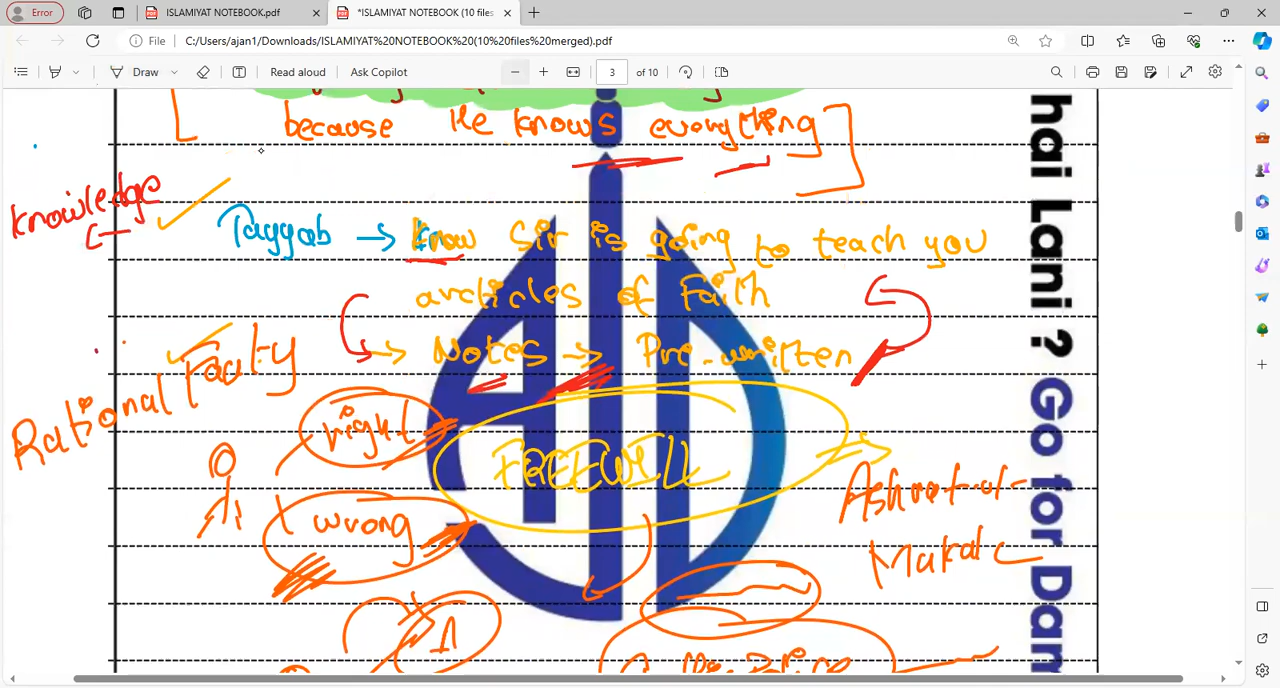 Error
ISLAMIYAT NOTEBOOK.pdf
*ISLAMIYAT NOTEBOOK (10 files
File
C:/Users/ajan1/Downloads/ISLAMIYAT%20NOTEBOOK%20(10%20files%20merged).pdf
Draw
Read aloud
Ask Copilot
3
of 10
because He knows everything
knowledge
Tayyab → know Sir is going to teach you
articles of Faith
→ Notes → Pre-written
Rational Faculty
right
FREEWILL
wrong
Ashraf-ul-
hai Lani ? Go for Dam